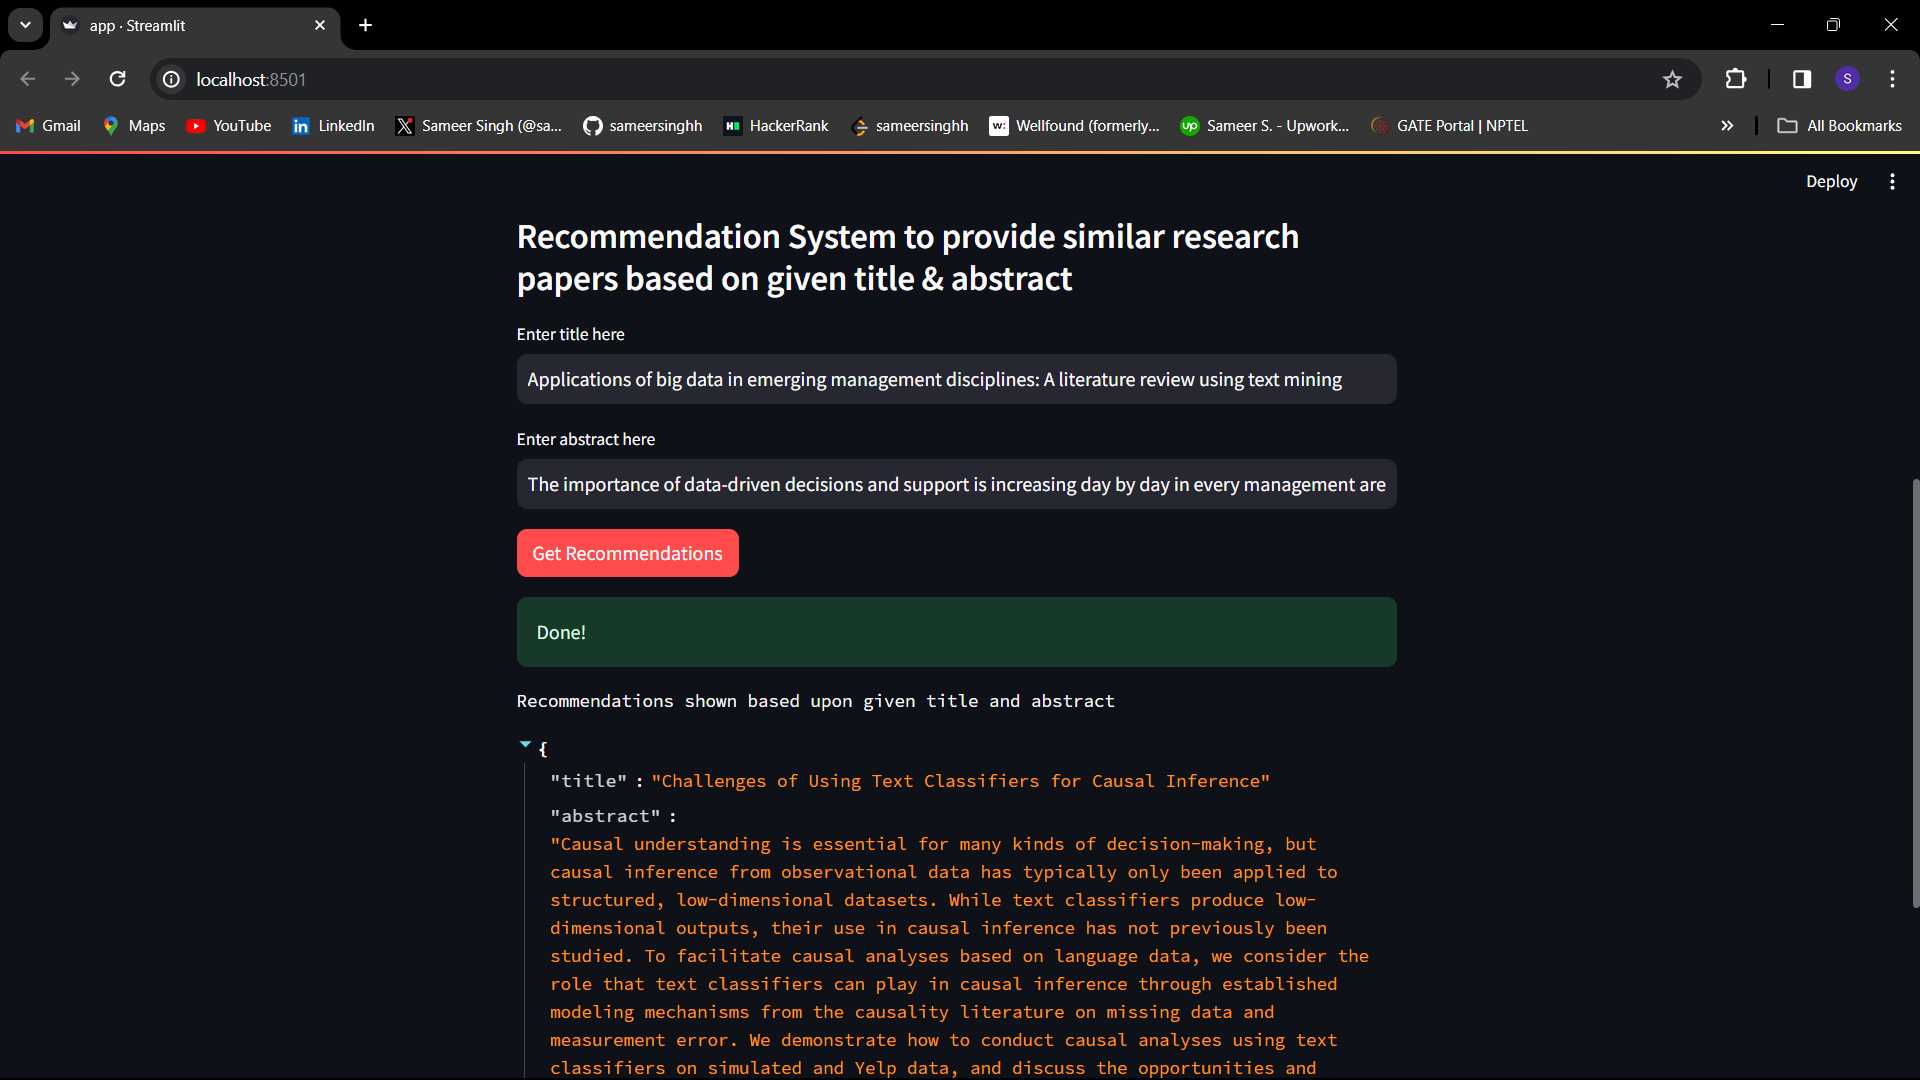 app · Streamlit
localhost:8501
Gmail
Maps
YouTube
LinkedIn
Sameer Singh (@sa...
sameersinghh
HackerRank
sameersinghh
Wellfound (formerly...
Sameer S. - Upwork...
GATE Portal | NPTEL
All Bookmarks
S
Deploy
Recommendation System to provide similar research
papers based on given title & abstract
Enter title here
Applications of big data in emerging management disciplines: A literature review using text mining
Enter abstract here
The importance of data-driven decisions and support is increasing day by day in every management are
Get Recommendations
Done!
Recommendations shown based upon given title and abstract
{
"title" : "Challenges of Using Text Classifiers for Causal Inference"
"abstract" :
"Causal understanding is essential for many kinds of decision-making, but
causal inference from observational data has typically only been applied to
structured, low-dimensional datasets. While text classifiers produce low-
dimensional outputs, their use in causal inference has not previously been
studied. To facilitate causal analyses based on language data, we consider the
role that text classifiers can play in causal inference through established
modeling mechanisms from the causality literature on missing data and
measurement error. We demonstrate how to conduct causal analyses using text
classifiers on simulated and Yelp data, and discuss the opportunities and